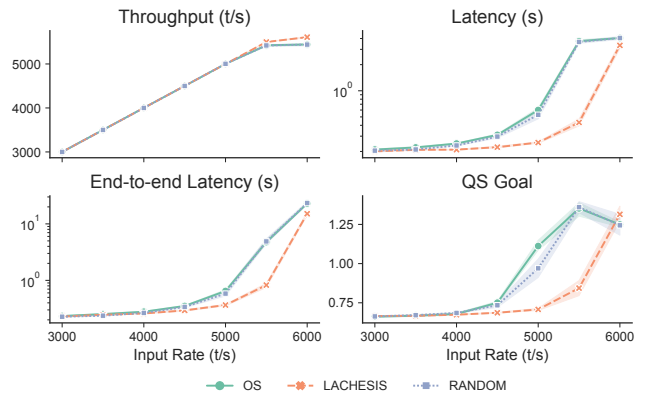 Throughput (t/s)
5000
4000
3000
Latency (s)
10^0
End-to-end Latency (s)
10^1
10^0
3000 4000 5000 6000
Input Rate (t/s)
QS Goal
1.25
1.00
0.75
3000 4000 5000 6000
Input Rate (t/s)
OS LACHESIS RANDOM